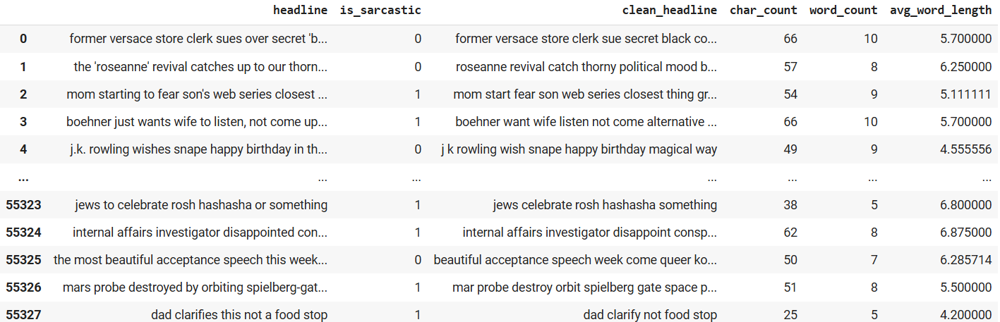 headline is_sarcastic clean_headline char_count word_count avg_word_length
0 former versace store clerk sues over secret 'b... 0 former versace store clerk sue secret black co... 66 10 5.700000
1 the 'roseanne' revival catches up to our thorn... 0 roseanne revival catch thorny political mood b... 57 8 6.250000
2 mom starting to fear son's web series closest ... 1 mom start fear son web series closest thing gr... 54 9 5.111111
3 boehner just wants wife to listen, not come up... 1 boehner want wife listen not come alternative ... 66 10 5.700000
4 j.k. rowling wishes snape happy birthday in th... 0 j k rowling wish snape happy birthday magical way 49 9 4.555556
... ... ... ... ... ... ...
55323 jews to celebrate rosh hashasha or something 1 jews celebrate rosh hashasha something 38 5 6.800000
55324 internal affairs investigator disappointed con... 1 internal affairs investigator disappoint consp... 62 8 6.875000
55325 the most beautiful acceptance speech this week... 0 beautiful acceptance speech week come queer ko... 50 7 6.285714
55326 mars probe destroyed by orbiting spielberg-gat... 1 mar probe destroy orbit spielberg gate space p... 51 8 5.500000
55327 dad clarifies this not a food stop 1 dad clarify not food stop 25 5 4.200000